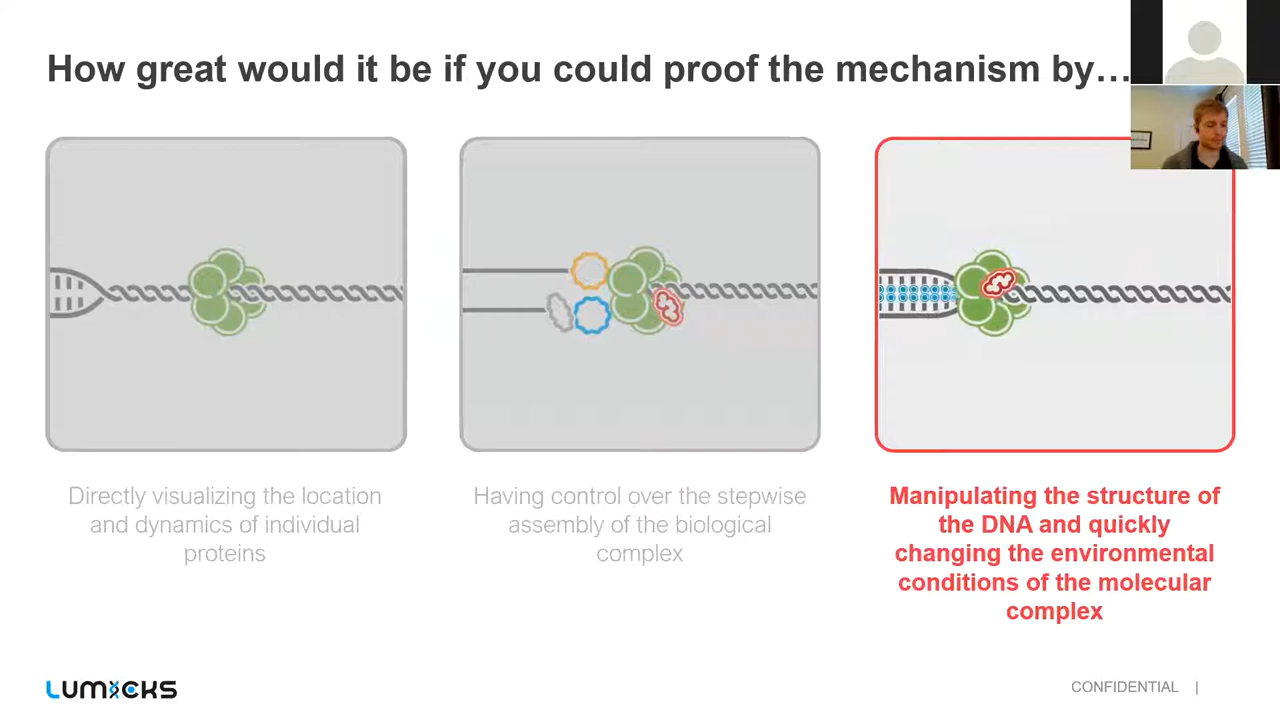 How great would it be if you could proof the mechanism by…
Directly visualizing the location
and dynamics of individual
proteins
Having control over the stepwise
assembly of the biological
complex
Manipulating the structure of
the DNA and quickly
changing the environmental
conditions of the molecular
complex
LUMICKS
CONFIDENTIAL |